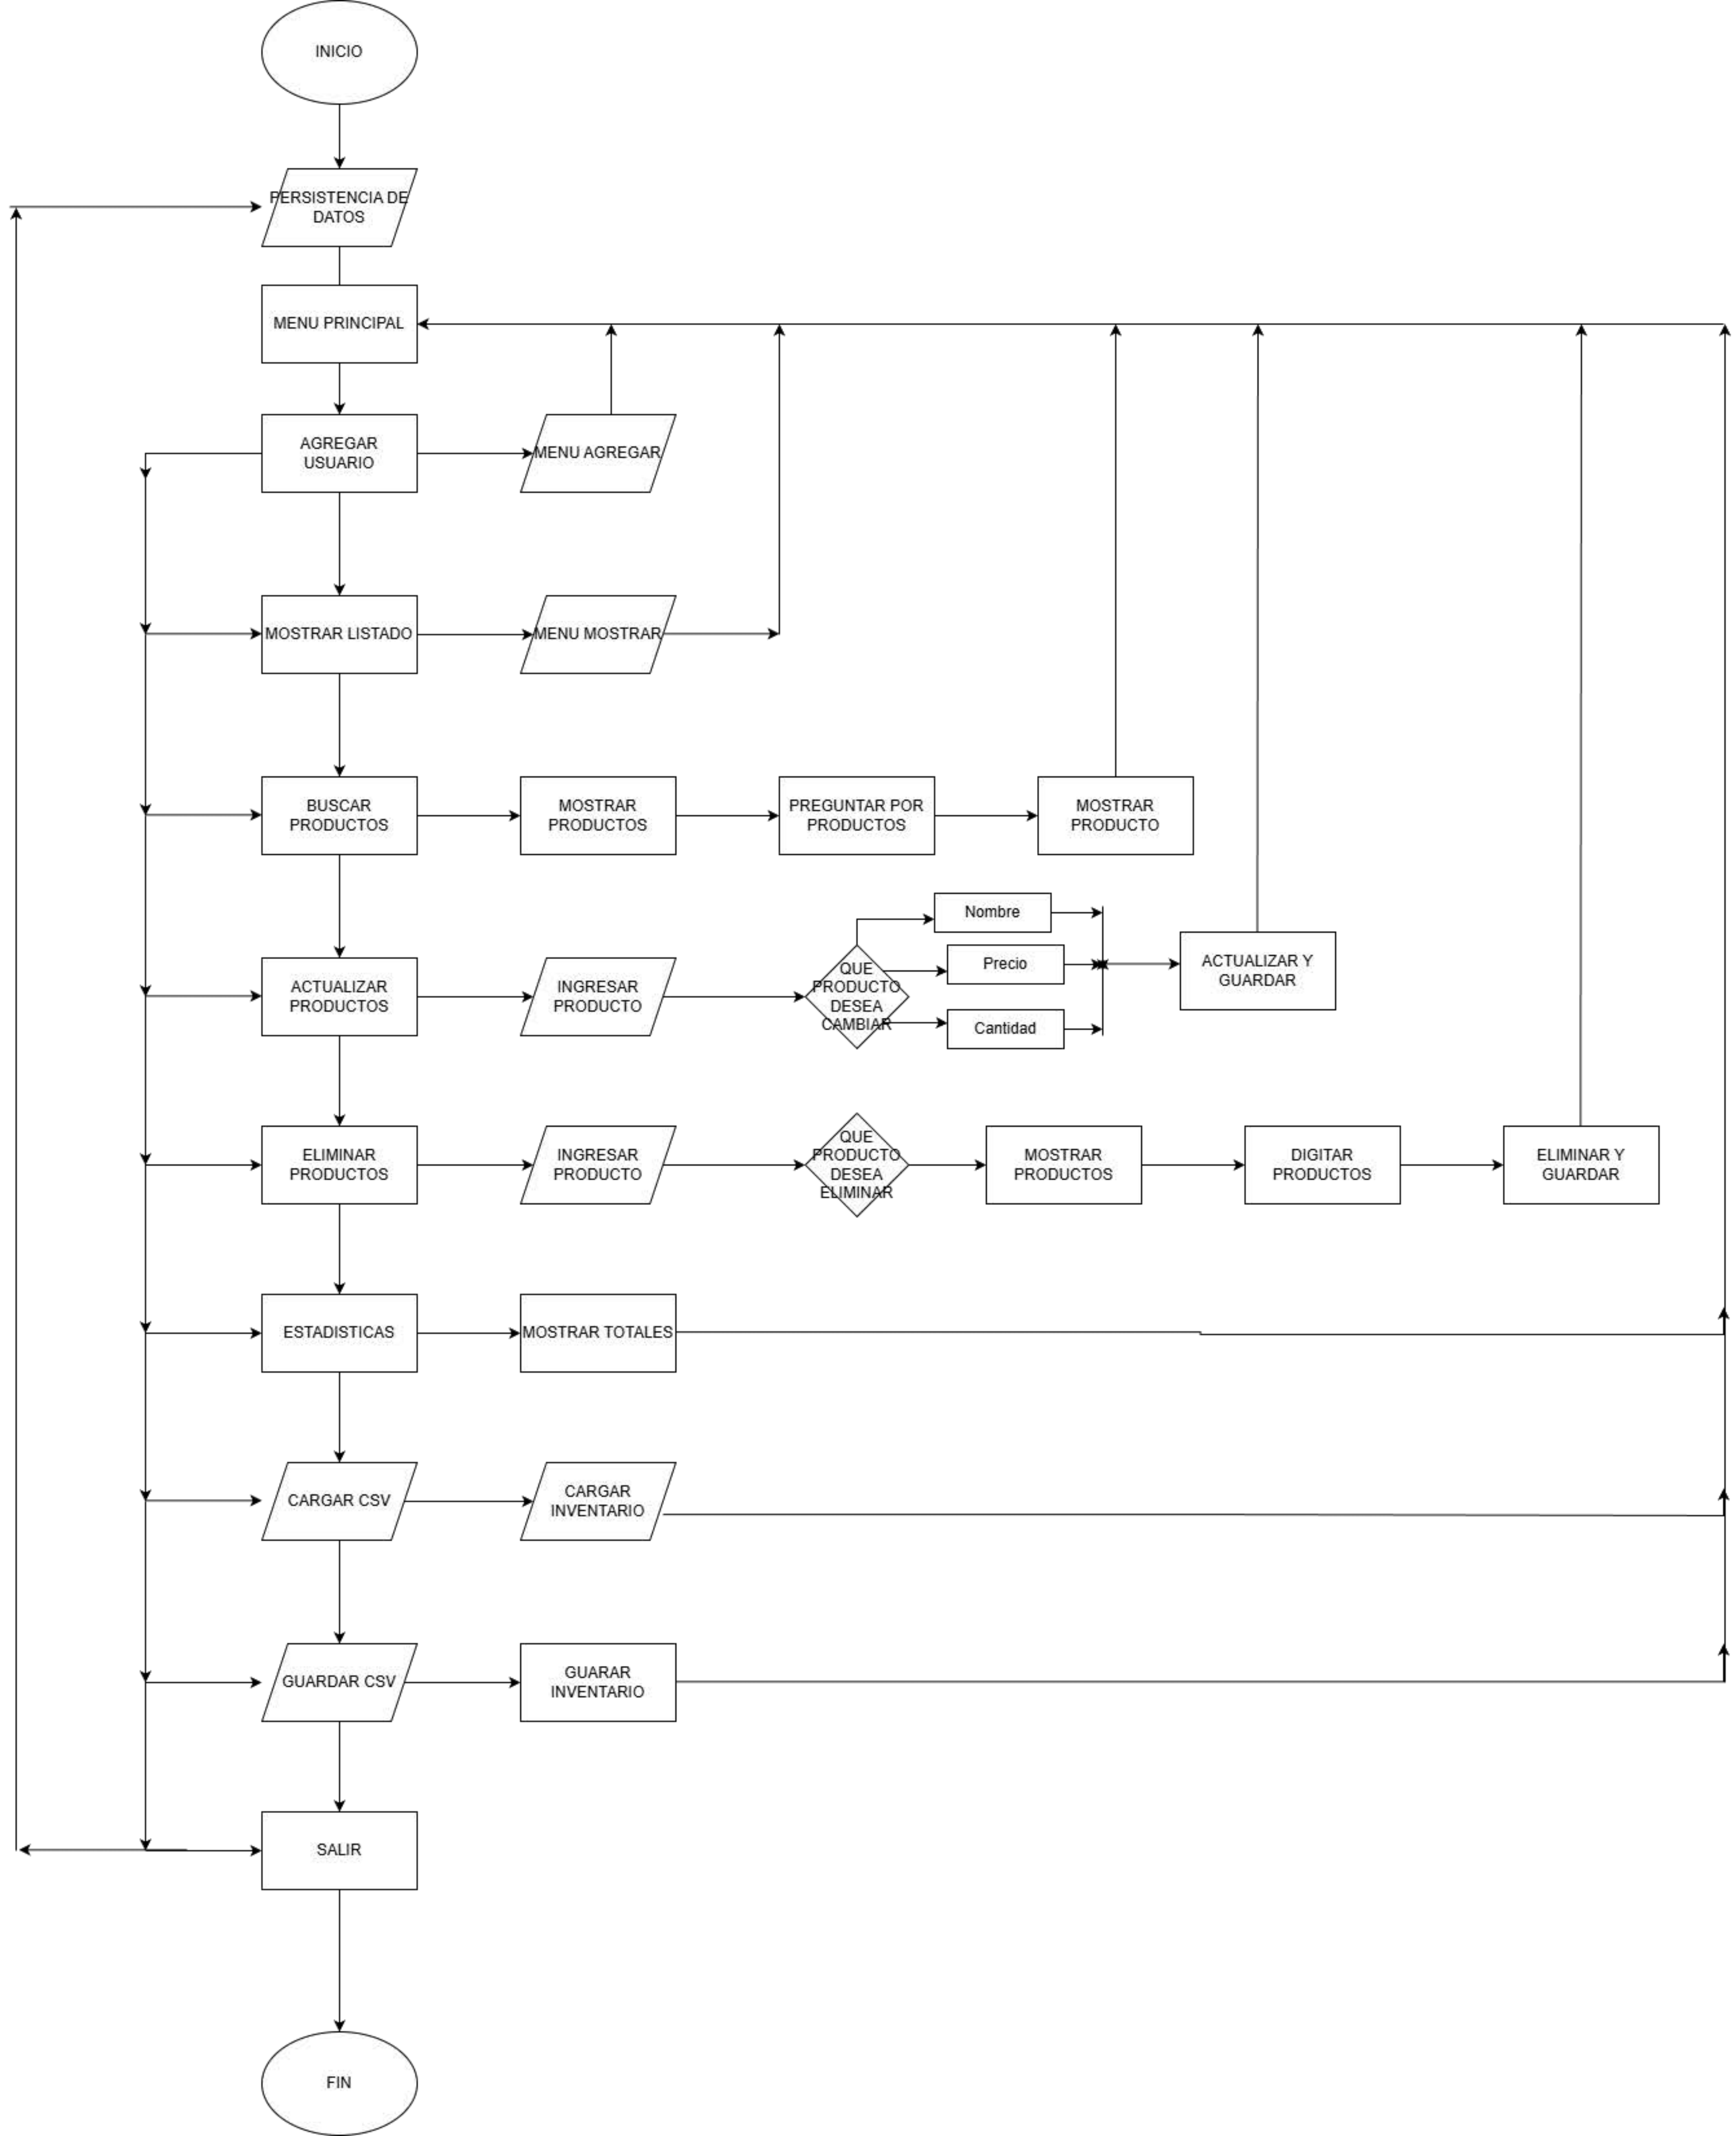 INICIO
PERSISTENCIA DE
DATOS
MENU PRINCIPAL
AGREGAR
USUARIO
MENU AGREGAR
MOSTRAR LISTADO
MENU MOSTRAR
BUSCAR
PRODUCTOS
MOSTRAR
PRODUCTOS
PREGUNTAR POR
PRODUCTOS
MOSTRAR
PRODUCTO
ACTUALIZAR
PRODUCTOS
INGRESAR
PRODUCTO
QUE
PRODUCTO
DESEA
CAMBIAR
Nombre
Precio
Cantidad
ACTUALIZAR Y
GUARDAR
ELIMINAR
PRODUCTOS
INGRESAR
PRODUCTO
QUE
PRODUCTO
DESEA
ELIMINAR
MOSTRAR
PRODUCTOS
DIGITAR
PRODUCTOS
ELIMINAR Y
GUARDAR
ESTADISTICAS
MOSTRAR TOTALES
CARGAR CSV
CARGAR
INVENTARIO
GUARDAR CSV
GUARAR
INVENTARIO
SALIR
FIN